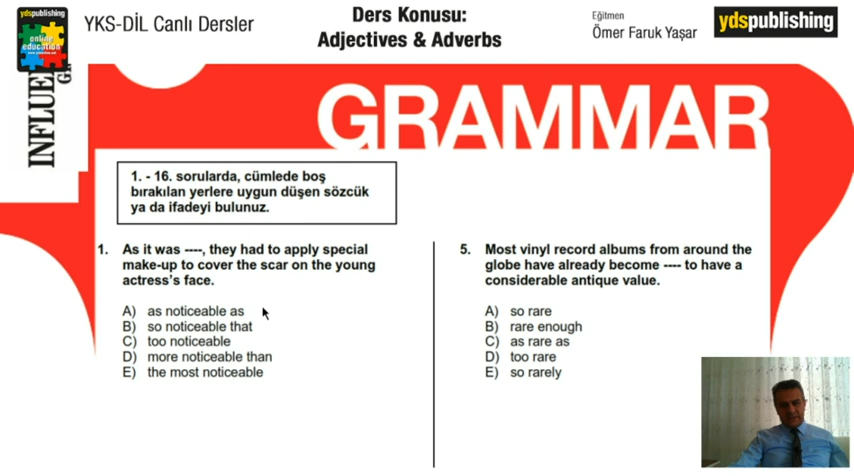 ydspublishing
online
education
YKS-DİL Canlı Dersler
Ders Konusu:
Adjectives & Adverbs
Eğitmen
Ömer Faruk Yaşar
ydspublishing
INFLUE
GR
GRAMMAR
1. - 16. sorularda, cümlede boş
bırakılan yerlere uygun düşen sözcük
ya da ifadeyi bulunuz.
1. As it was ----, they had to apply special
make-up to cover the scar on the young
actress's face.
A) as noticeable as
B) so noticeable that
C) too noticeable
D) more noticeable than
E) the most noticeable
5. Most vinyl record albums from around the
globe have already become ---- to have a
considerable antique value.
A) so rare
B) rare enough
C) as rare as
D) too rare
E) so rarely